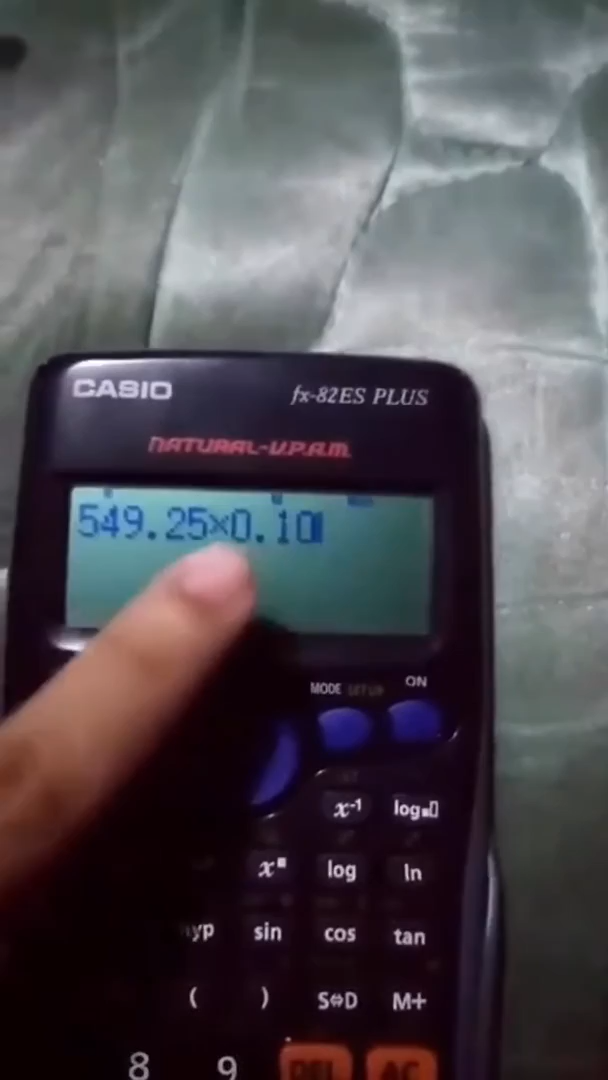 CASIO fx-82ES PLUS
NATURAL-V.P.A.M.
549.25×0.10
MODE SETUP ON
x⁻¹ log▪▯
x▪ log ln
hyp sin cos tan
( ) S⇔D M+
8 9 DEL AC